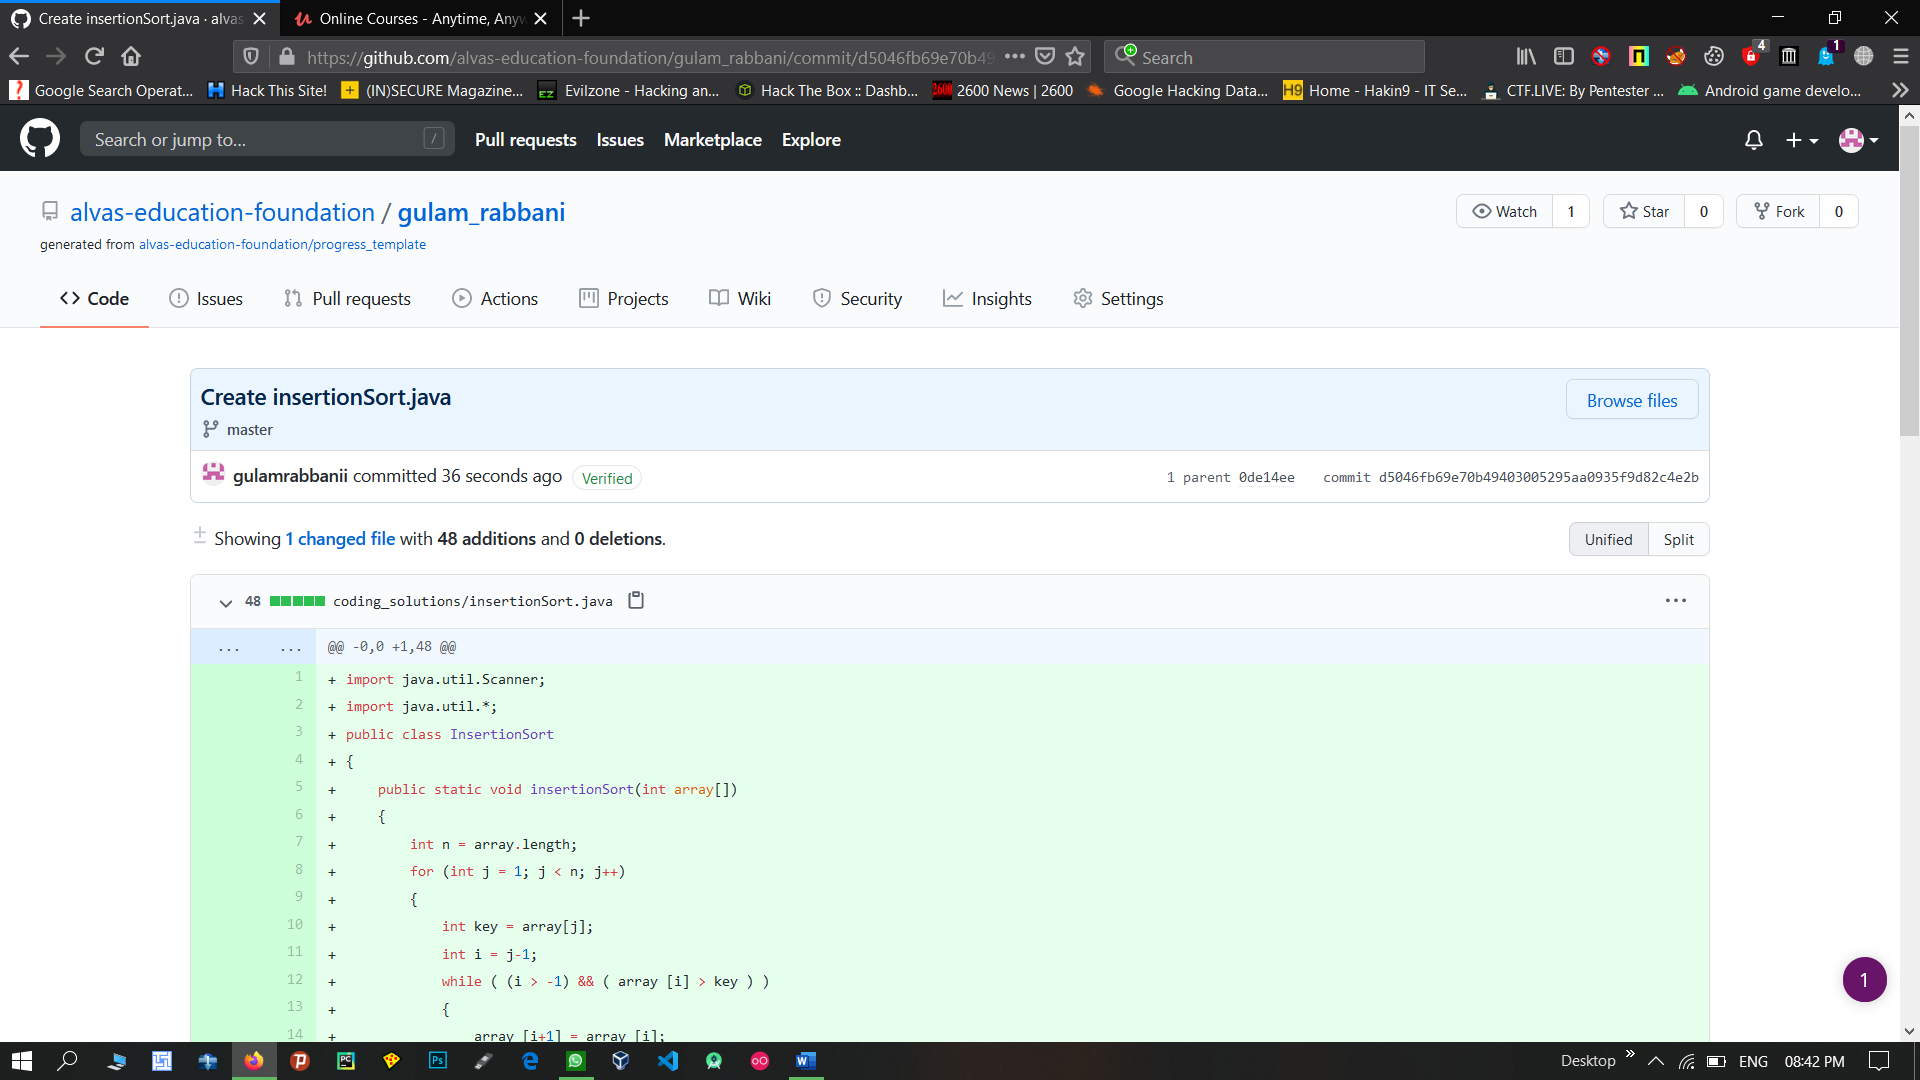 Create insertionSort.java · alvas
Online Courses - Anytime, Anyw
https://github.com/alvas-education-foundation/gulam_rabbani/commit/d5046fb69e70b49
Search
4
1
Google Search Operat...
Hack This Site!
(IN)SECURE Magazine...
EZ
Evilzone - Hacking an...
Hack The Box :: Dashb...
2600
2600 News | 2600
Google Hacking Data...
H9
Home - Hakin9 - IT Se...
CTF.LIVE: By Pentester ...
Android game develo...
Search or jump to...
/
Pull requests
Issues
Marketplace
Explore
alvas-education-foundation / gulam_rabbani
Watch 1
Star 0
Fork 0
generated from alvas-education-foundation/progress_template
Code
Issues
Pull requests
Actions
Projects
Wiki
Security
Insights
Settings
Create insertionSort.java
Browse files
master
gulamrabbanii committed 36 seconds ago Verified
1 parent 0de14ee commit d5046fb69e70b49403005295aa0935f9d82c4e2b
Showing 1 changed file with 48 additions and 0 deletions.
Unified Split
48 coding_solutions/insertionSort.java
... ... @@ -0,0 +1,48 @@
1 + import java.util.Scanner;
2 + import java.util.*;
3 + public class InsertionSort
4 + {
5 + public static void insertionSort(int array[])
6 + {
7 + int n = array.length;
8 + for (int j = 1; j < n; j++)
9 + {
10 + int key = array[j];
11 + int i = j-1;
12 + while ( (i > -1) && ( array [i] > key ) )
13 + {
14 + array [i+1] = array [i];
1
Desktop
ENG
08:42 PM